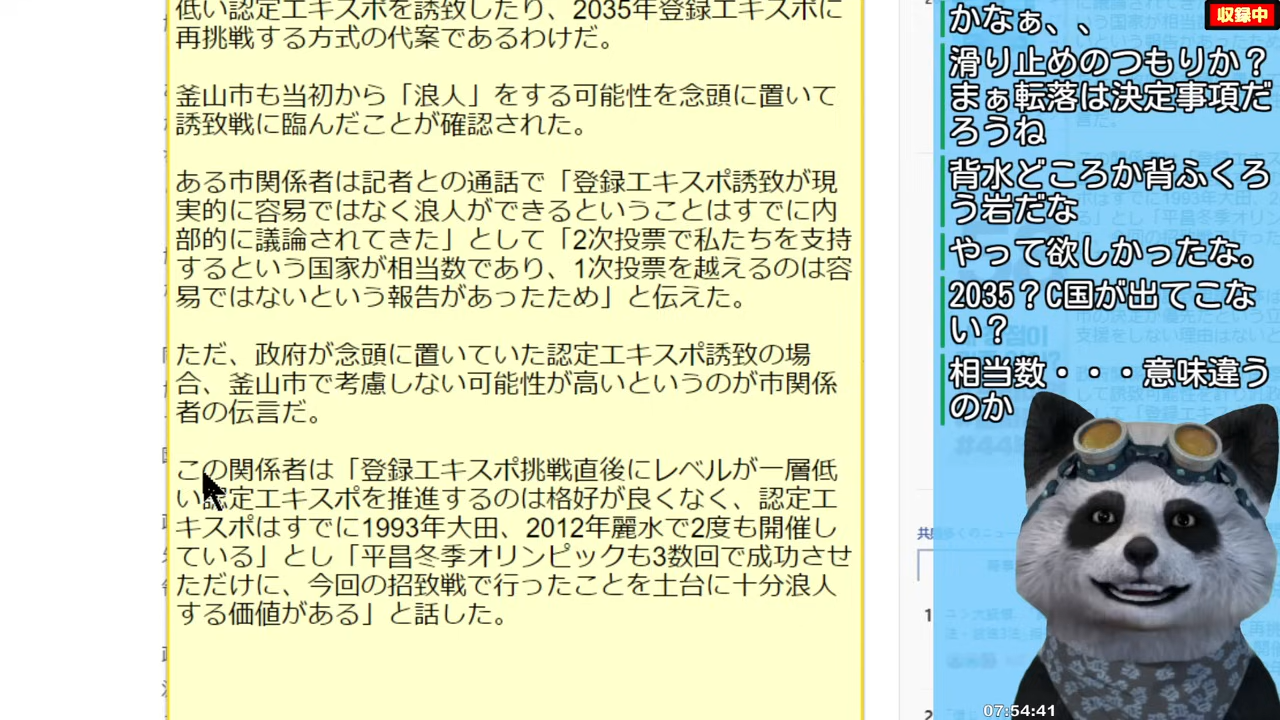 低い認定エキスポを誘致したり、2035年登録エキスポに
再挑戦する方式の代案であるわけだ。
釜山市も当初から「浪人」をする可能性を念頭に置いて
誘致戦に臨んだことが確認された。
ある市関係者は記者との通話で「登録エキスポ誘致が現
実的に容易ではなく浪人ができるということはすでに内
部的に議論されてきた」として「2次投票で私たちを支持
するという国家が相当数であり、1次投票を越えるのは容
易ではないという報告があったため」と伝えた。
ただ、政府が念頭に置いていた認定エキスポ誘致の場
合、釜山市で考慮しない可能性が高いというのが市関係
者の伝言だ。
この関係者は「登録エキスポ挑戦直後にレベルが一層低
い認定エキスポを推進するのは格好が良くなく、認定エ
キスポはすでに1993年大田、2012年麗水で2度も開催し
ている」とし「平昌冬季オリンピックも3数回で成功させ
ただけに、今回の招致戦で行ったことを土台に十分浪人
する価値がある」と話した。
収録中
かなぁ、、
滑り止めのつもりか？
まぁ転落は決定事項だ
ろうね
背水どころか背ふくろ
う岩だな
やって欲しかったな。
2035？C国が出てこな
い？
相当数・・・意味違う
のか
07:54:41